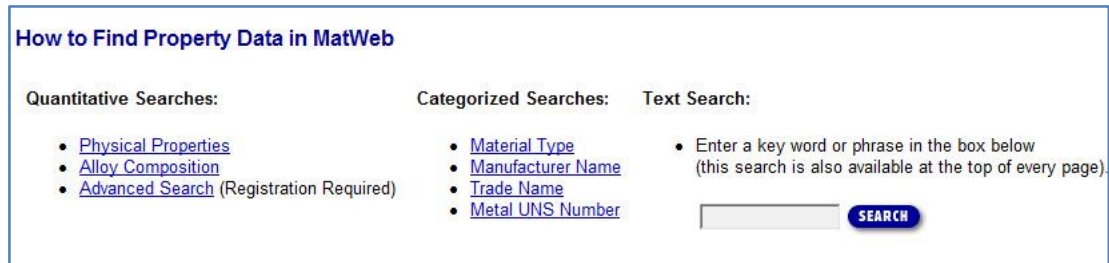 How to Find Property Data in MatWeb
Quantitative Searches:
Physical Properties
Alloy Composition
Advanced Search (Registration Required)
Categorized Searches:
Material Type
Manufacturer Name
Trade Name
Metal UNS Number
Text Search:
Enter a key word or phrase in the box below
(this search is also available at the top of every page).
SEARCH